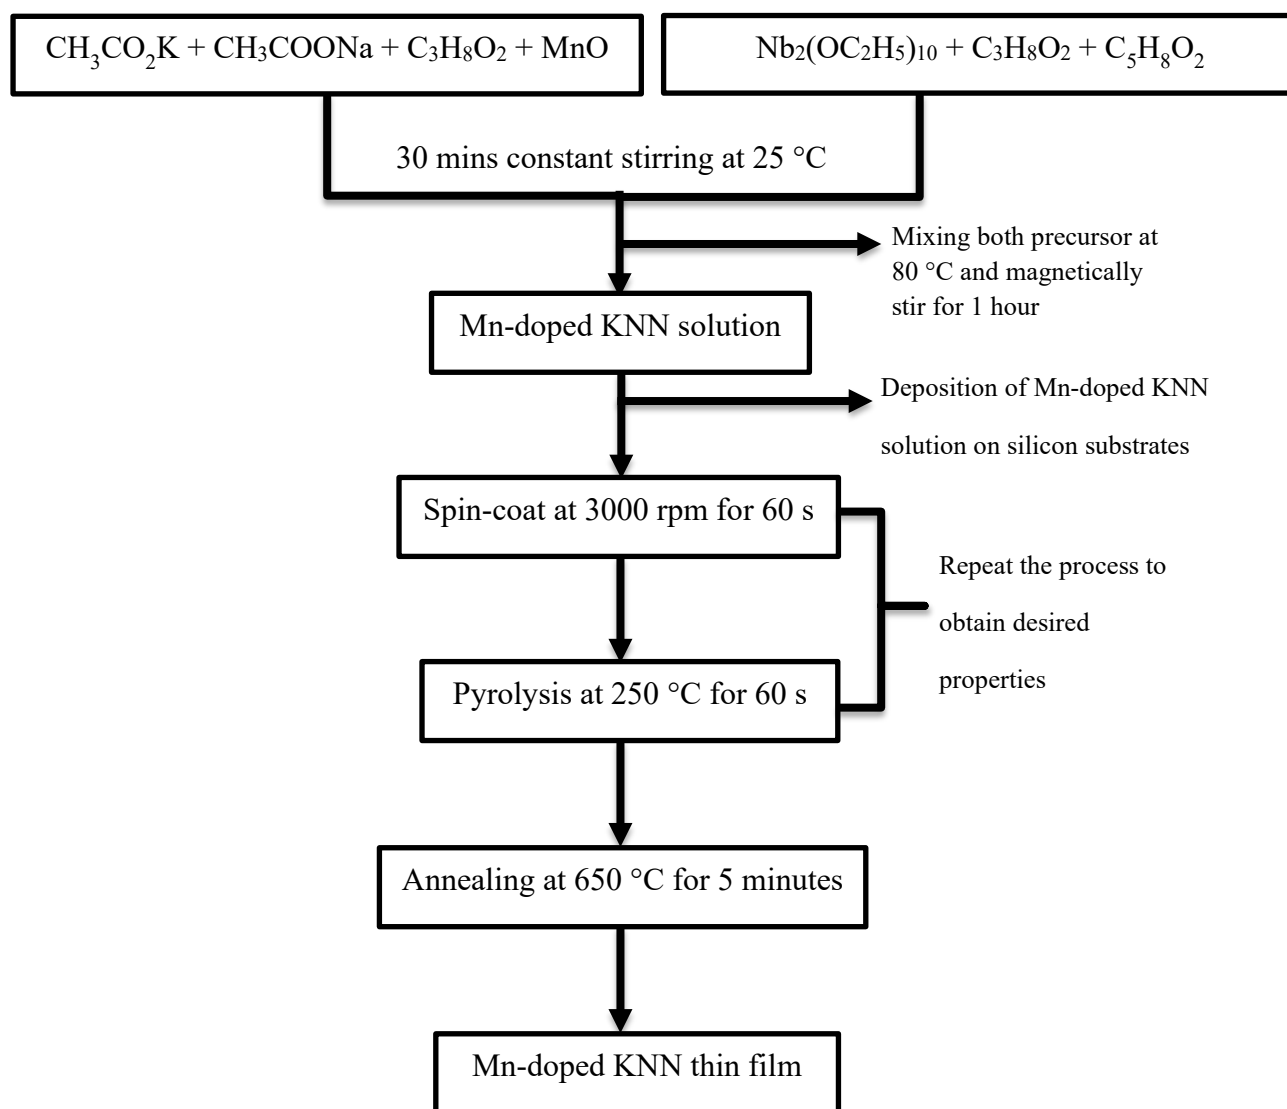 CH₃CO₂K + CH3COONa + C₃H₈O₂ + MnO
Nb₂(OC₂H₅)₁₀ + C₃H₈O₂ + C₅H₈O₂
30 mins constant stirring at 25 °C
Mixing both precursor at
80 °C and magnetically
stir for 1 hour
Mn-doped KNN solution
Deposition of Mn-doped KNN
solution on silicon substrates
Spin-coat at 3000 rpm for 60 s
Repeat the process to
obtain desired
properties
Pyrolysis at 250 °C for 60 s
Annealing at 650 °C for 5 minutes
Mn-doped KNN thin film